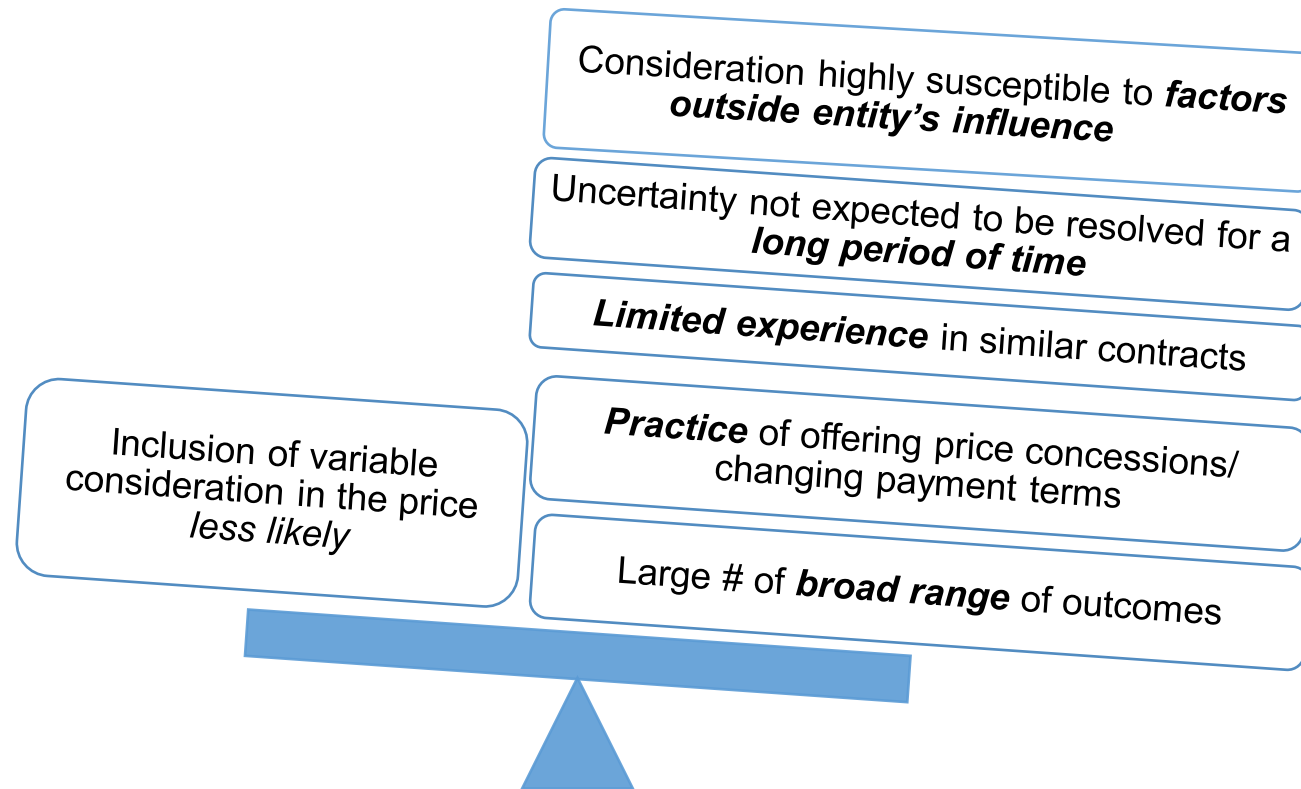 Consideration highly susceptible to factors
outside entity’s influence
Uncertainty not expected to be resolved for a
long period of time
Limited experience in similar contracts
Practice of offering price concessions/
changing payment terms
Large # of broad range of outcomes
Inclusion of variable
consideration in the price
less likely